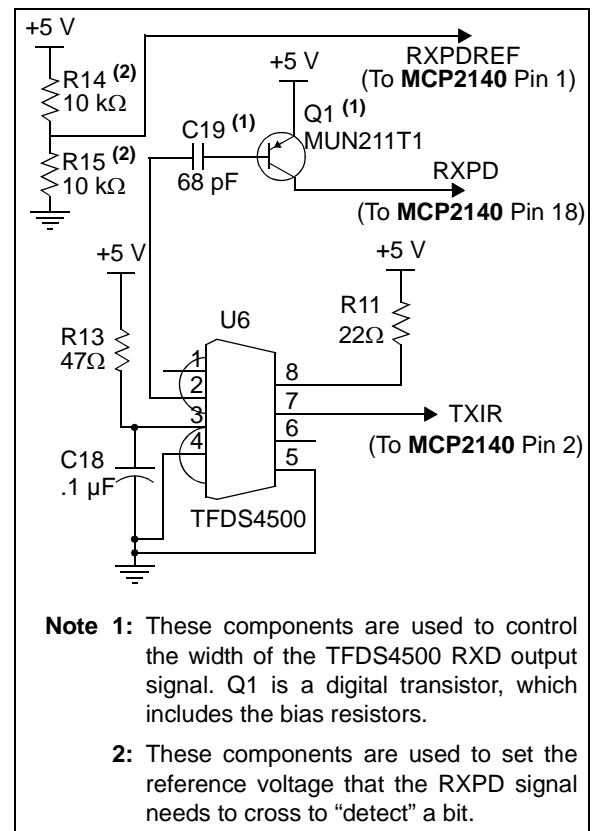 +5 V
RXPDREF
(To MCP2140 Pin 1)
R14 (2)
10 kΩ
+5 V
Q1 (1)
MUN211T1
C19 (1)
68 pF
R15 (2)
10 kΩ
RXPD
(To MCP2140 Pin 18)
+5 V
+5 V
R13
47Ω
U6
R11
22Ω
1
2
3
4
8
7
6
5
TXIR
(To MCP2140 Pin 2)
C18
.1 µF
TFDS4500
Note 1: These components are used to control
the width of the TFDS4500 RXD output
signal. Q1 is a digital transistor, which
includes the bias resistors.
2: These components are used to set the
reference voltage that the RXPD signal
needs to cross to “detect” a bit.